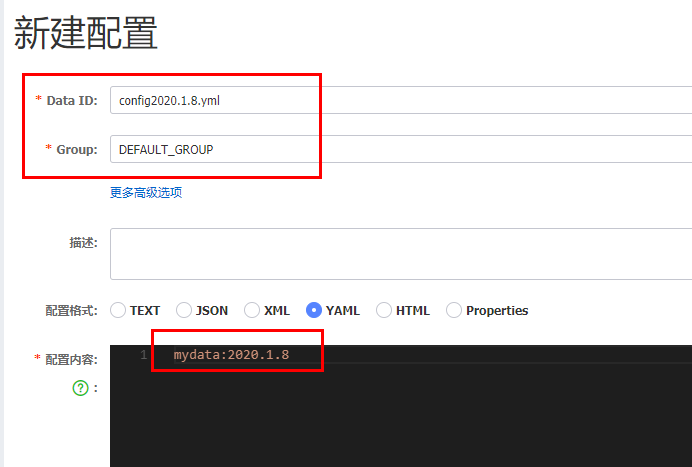 新建配置
* Data ID: config2020.1.8.yml
* Group: DEFAULT_GROUP
更多高级选项
描述:
配置格式: TEXT JSON XML YAML HTML Properties
* 配置内容: 1 mydata:2020.1.8
? :